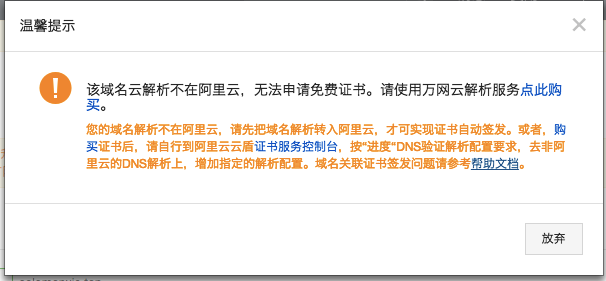 温馨提示
该域名云解析不在阿里云，无法申请免费证书。请使用万网云解析服务点此购
买。
您的域名解析不在阿里云，请先把域名解析转入阿里云，才可实现证书自动签发。或者，购
买证书后，请自行到阿里云云盾证书服务控制台，按"进度"DNS验证解析配置要求，去非阿
里云的DNS解析上，增加指定的解析配置。域名关联证书签发问题请参考帮助文档。
放弃